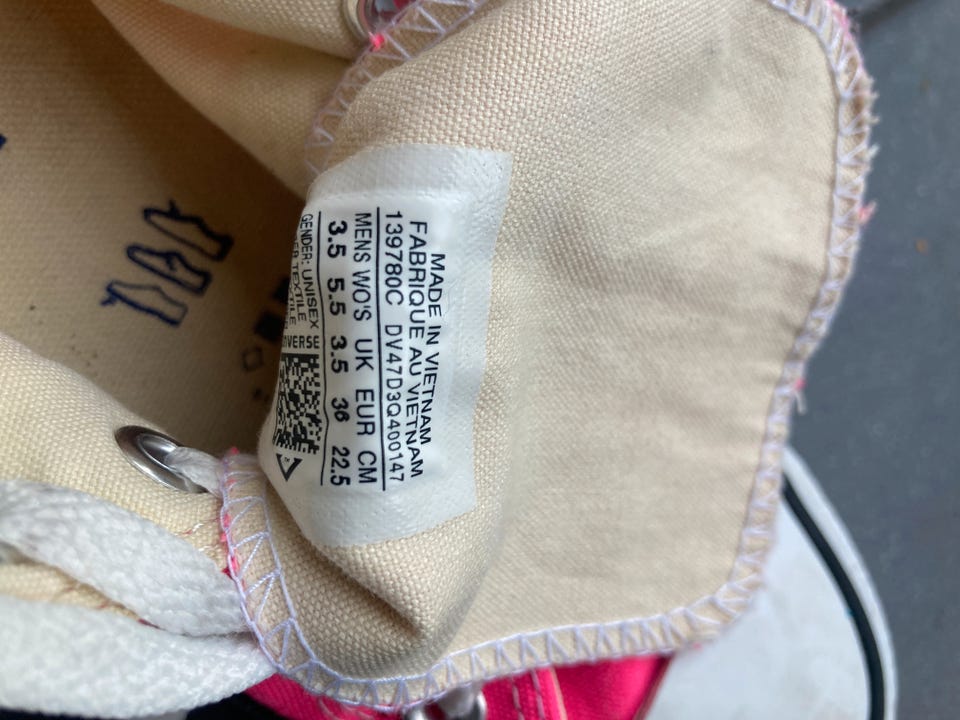 MADE IN VIETNAM
FABRIQUE AU VIETNAM
139780C DV47D3Q400147
MENS WO'S UK EUR CM
3.5 5.5 3.5 36 22.5
GENDER: UNISEX
TEXTILE